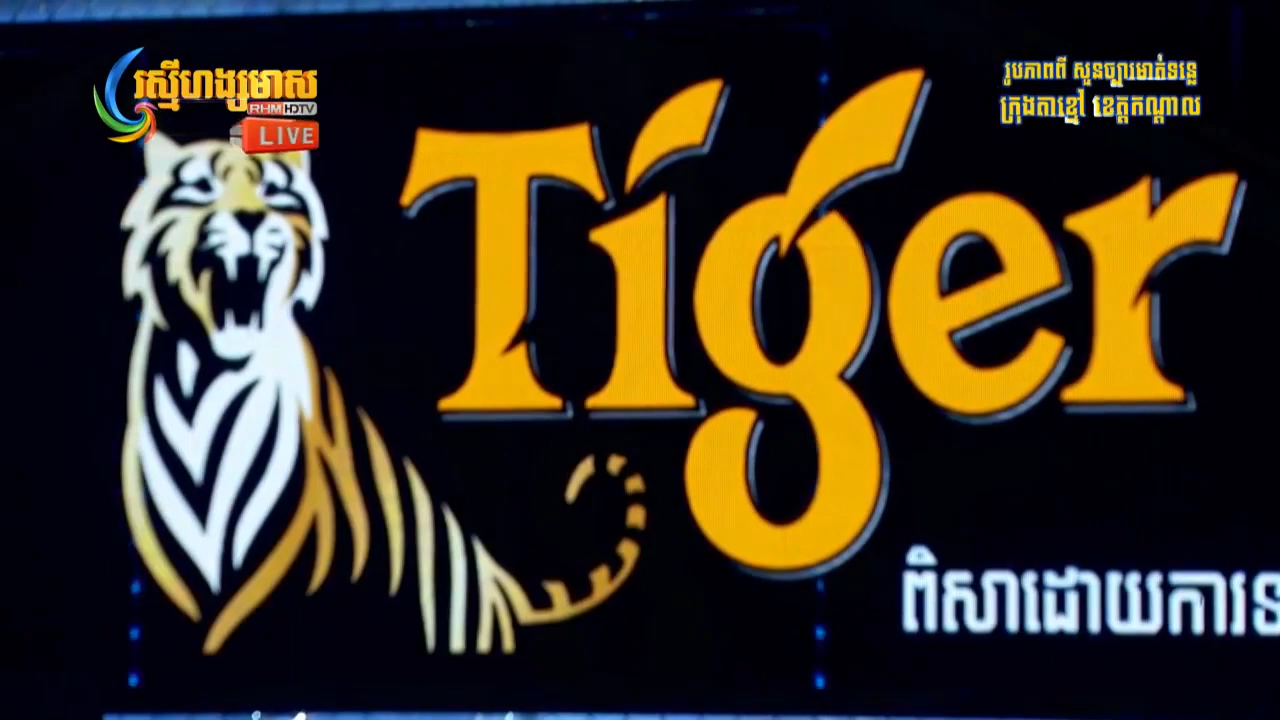 រស្មីហង្សមាស
RHM HDTV
LIVE
រូបភាពពី សួនច្បារមាត់ទន្លេ
ក្រុងតាខ្មៅ ខេត្តកណ្តាល
Tiger
ពិសាដោយការទ